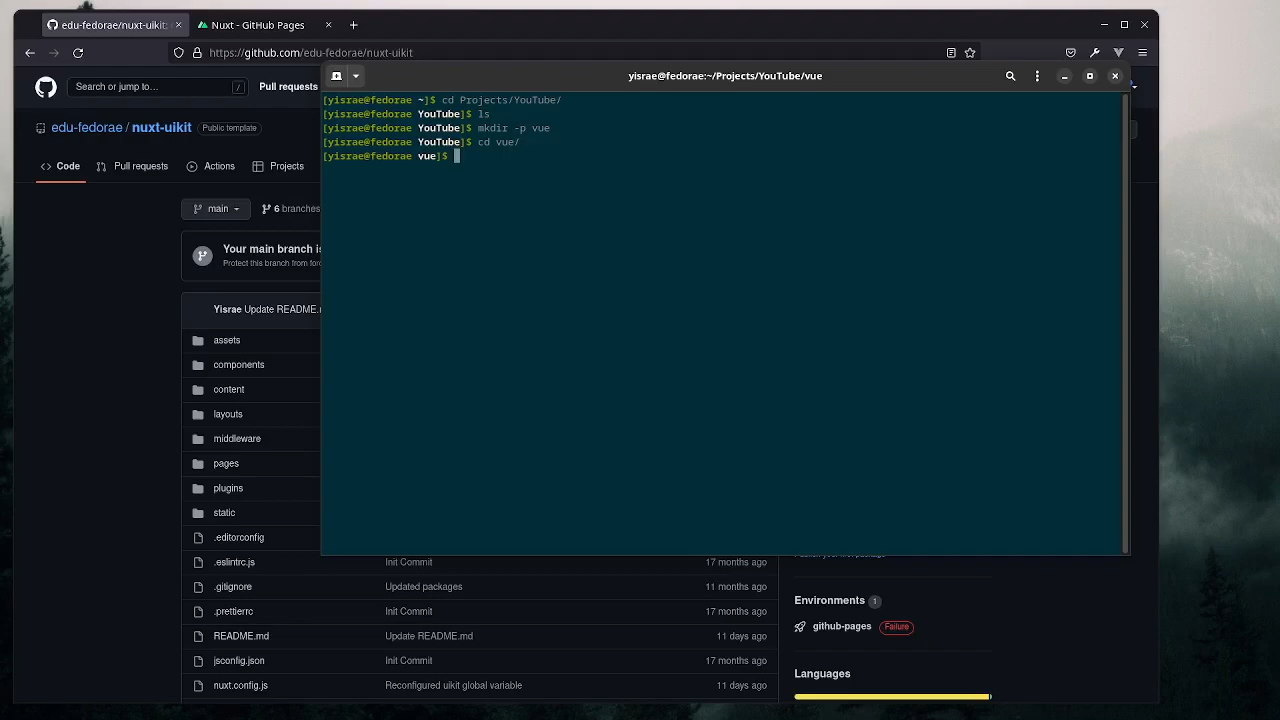 edu-fedorae/nuxt-uikit:
Nuxt - GitHub Pages
https://github.com/edu-fedorae/nuxt-uikit
Search or jump to...
/
Pull requests
edu-fedorae / nuxt-uikit
Public template
Code
Pull requests
Actions
Projects
main
6 branches
Your main branch is
Protect this branch from for
Yisrae Update README.
assets
components
content
layouts
middleware
pages
plugins
static
.editorconfig
.eslintrc.js Init Commit 17 months ago
.gitignore Updated packages 11 months ago
.prettierrc Init Commit 17 months ago
README.md Update README.md 11 days ago
jsconfig.json Init Commit 17 months ago
nuxt.config.js Reconfigured uikit global variable 11 days ago
yisrae@fedorae:~/Projects/YouTube/vue
[yisrae@fedorae ~]$ cd Projects/YouTube/
[yisrae@fedorae YouTube]$ ls
[yisrae@fedorae YouTube]$ mkdir -p vue
[yisrae@fedorae YouTube]$ cd vue/
[yisrae@fedorae vue]$
Environments 1
github-pages Failure
Languages